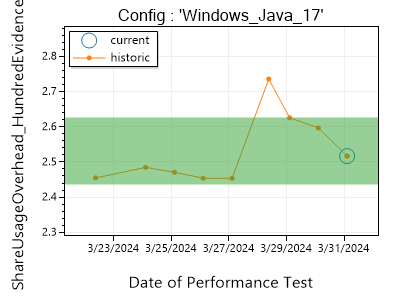 Config : 'Windows_Java_17'
current
historic
ShareUsageOverhead_HundredEvidence
2.8
2.7
2.6
2.5
2.4
2.3
3/23/2024
3/25/2024
3/27/2024
3/29/2024
3/31/2024
Date of Performance Test